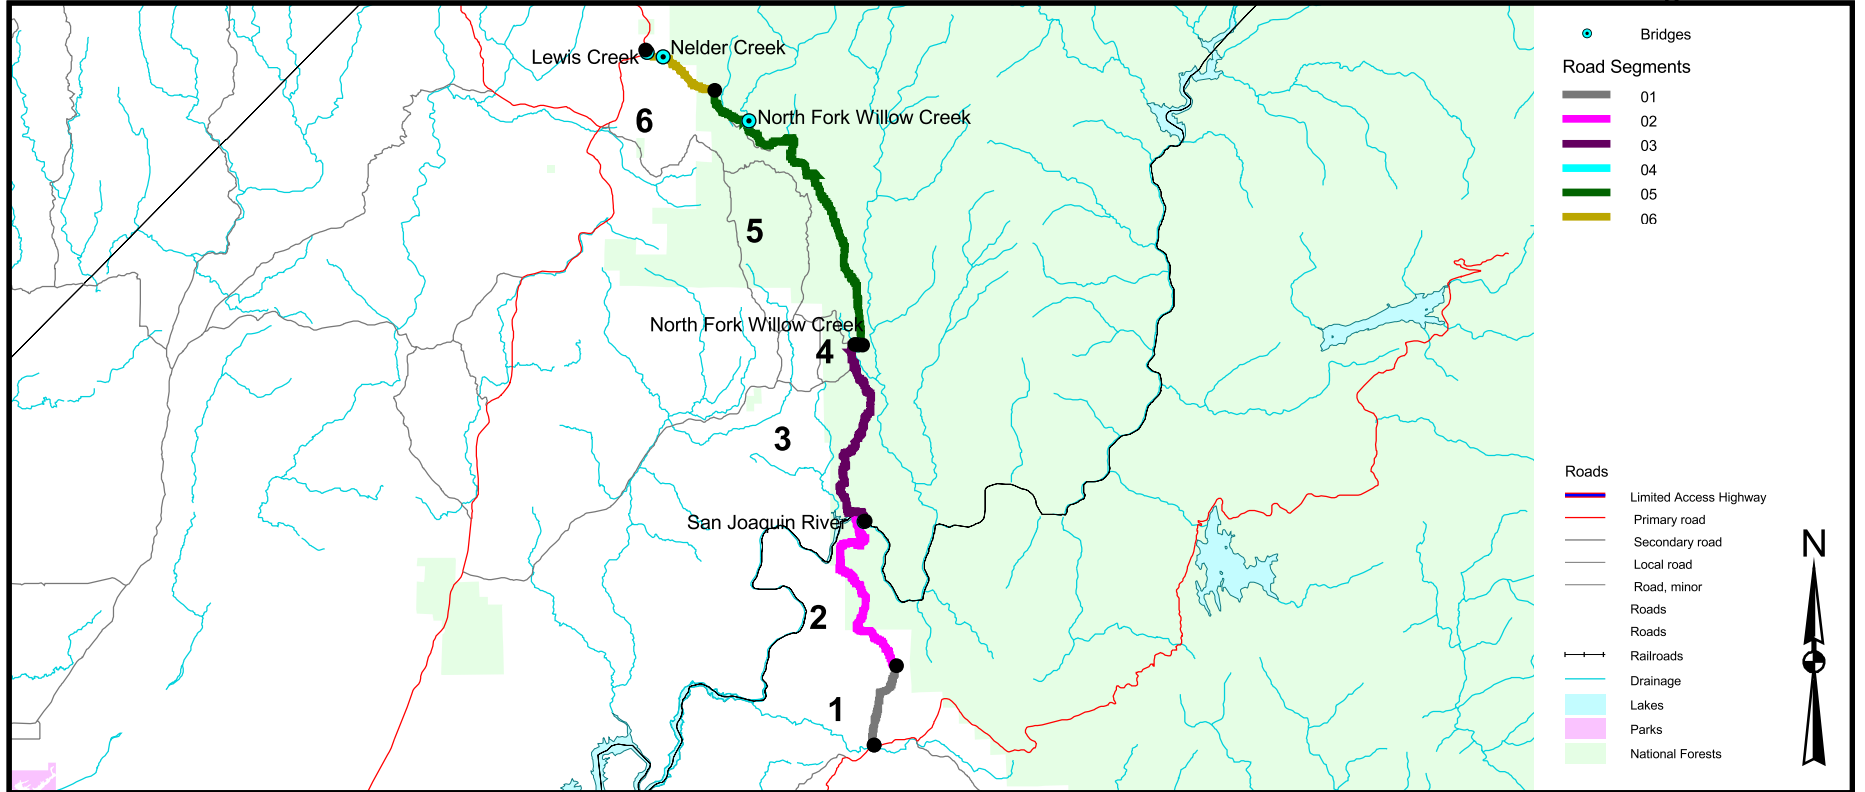 Lewis Creek
Nelder Creek
North Fork Willow Creek
6
5
North Fork Willow Creek
4
3
San Joaquin River
2
1
Bridges
Road Segments
01
02
03
04
05
06
Roads
Limited Access Highway
Primary road
Secondary road
Local road
Road, minor
Roads
Roads
Railroads
Drainage
Lakes
Parks
National Forests
N